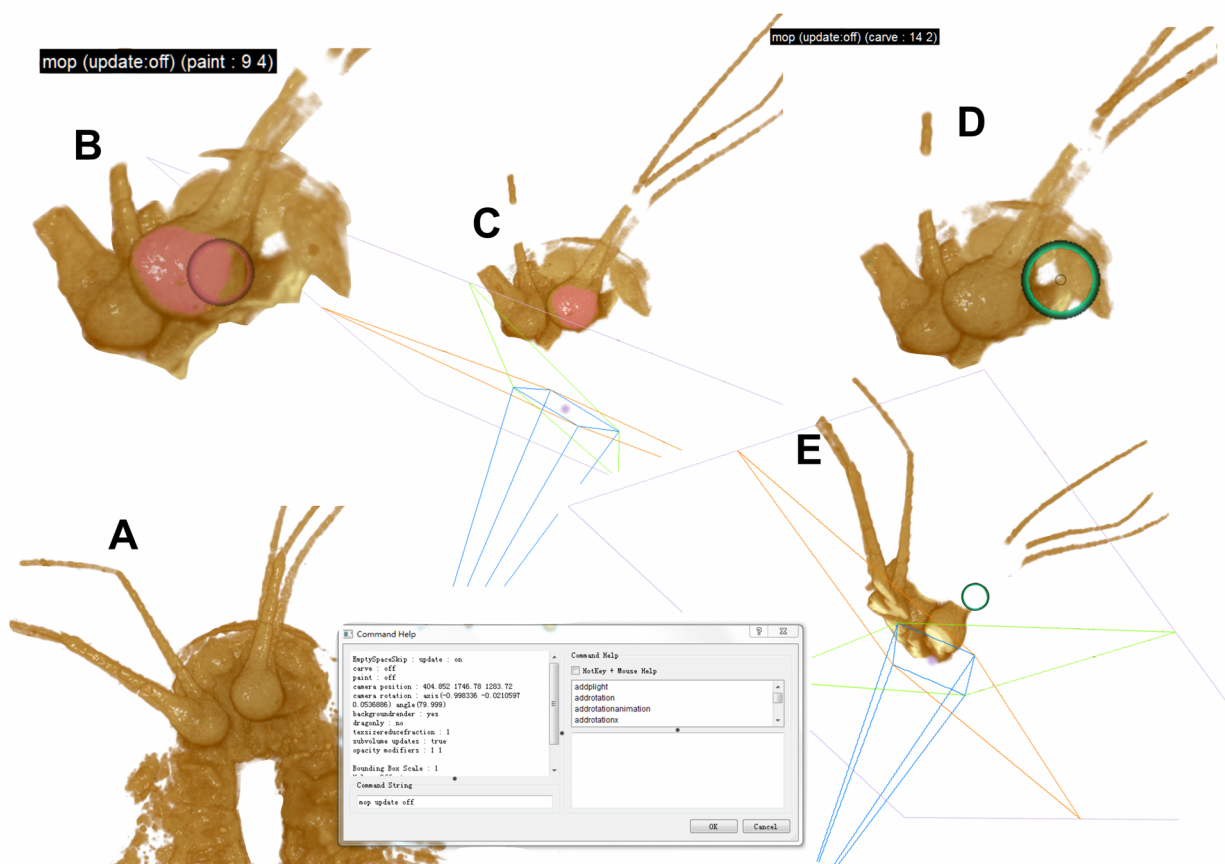 mop (update:off) (paint : 9 4)
mop (update:off) (carve : 14 2)
B
C
D
E
A
Command Help
EmptySpaceSkip : update : on
carve : off
paint : off
camera position : 404.852 1746.78 1283.72
camera rotation : axis(-0.998336 -0.0210597
0.0536886) angle(79.999)
backgroundrender : yes
dragonly : no
texsizereducefraction : 1
subvolume updates : true
opacity modifiers : 1 1
Bounding Box Scale : 1
Command String
mop update off
Command Help
HotKey + Mouse Help
addplight
addrotation
addrotationanimation
addrotationx
OK
Cancel